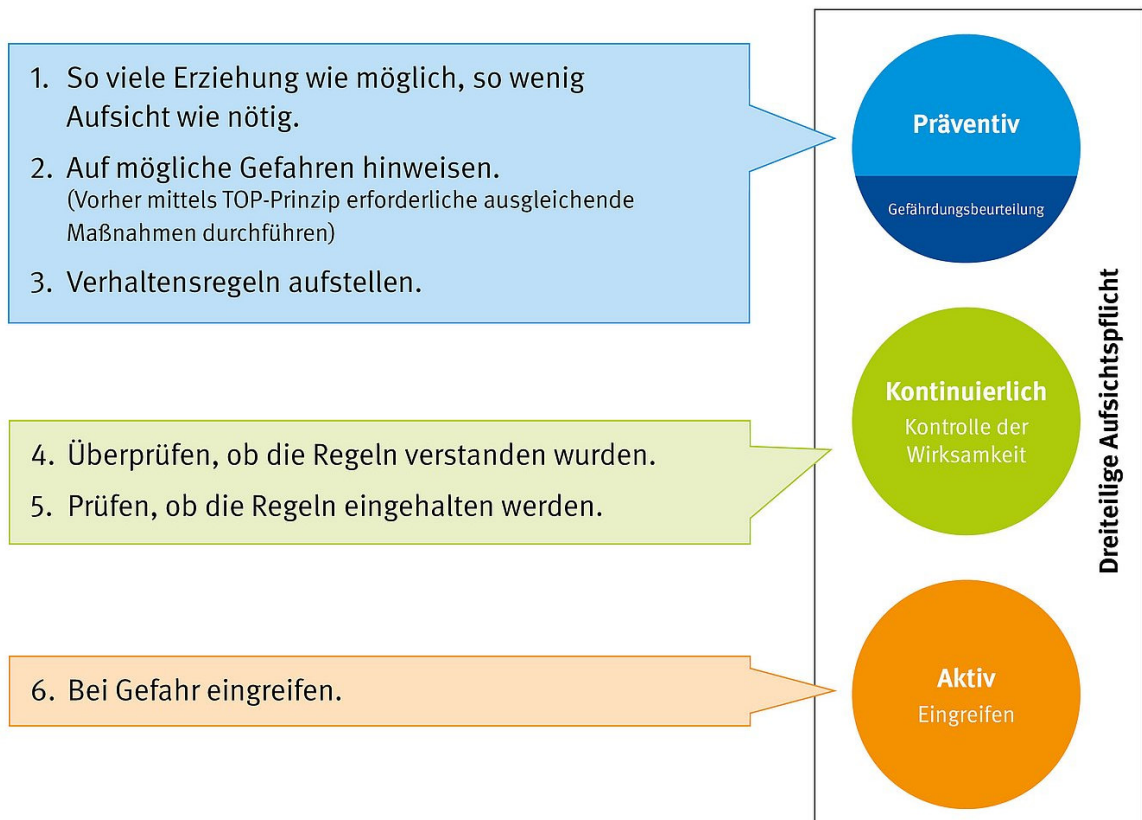 1. So viele Erziehung wie möglich, so wenig
Aufsicht wie nötig.
2. Auf mögliche Gefahren hinweisen.
(Vorher mittels TOP-Prinzip erforderliche ausgleichende
Maßnahmen durchführen)
3. Verhaltensregeln aufstellen.
Präventiv
Gefährdungsbeurteilung
4. Überprüfen, ob die Regeln verstanden wurden.
5. Prüfen, ob die Regeln eingehalten werden.
Kontinuierlich
Kontrolle der
Wirksamkeit
6. Bei Gefahr eingreifen.
Aktiv
Eingreifen
Dreiteilige Aufsichtspflicht